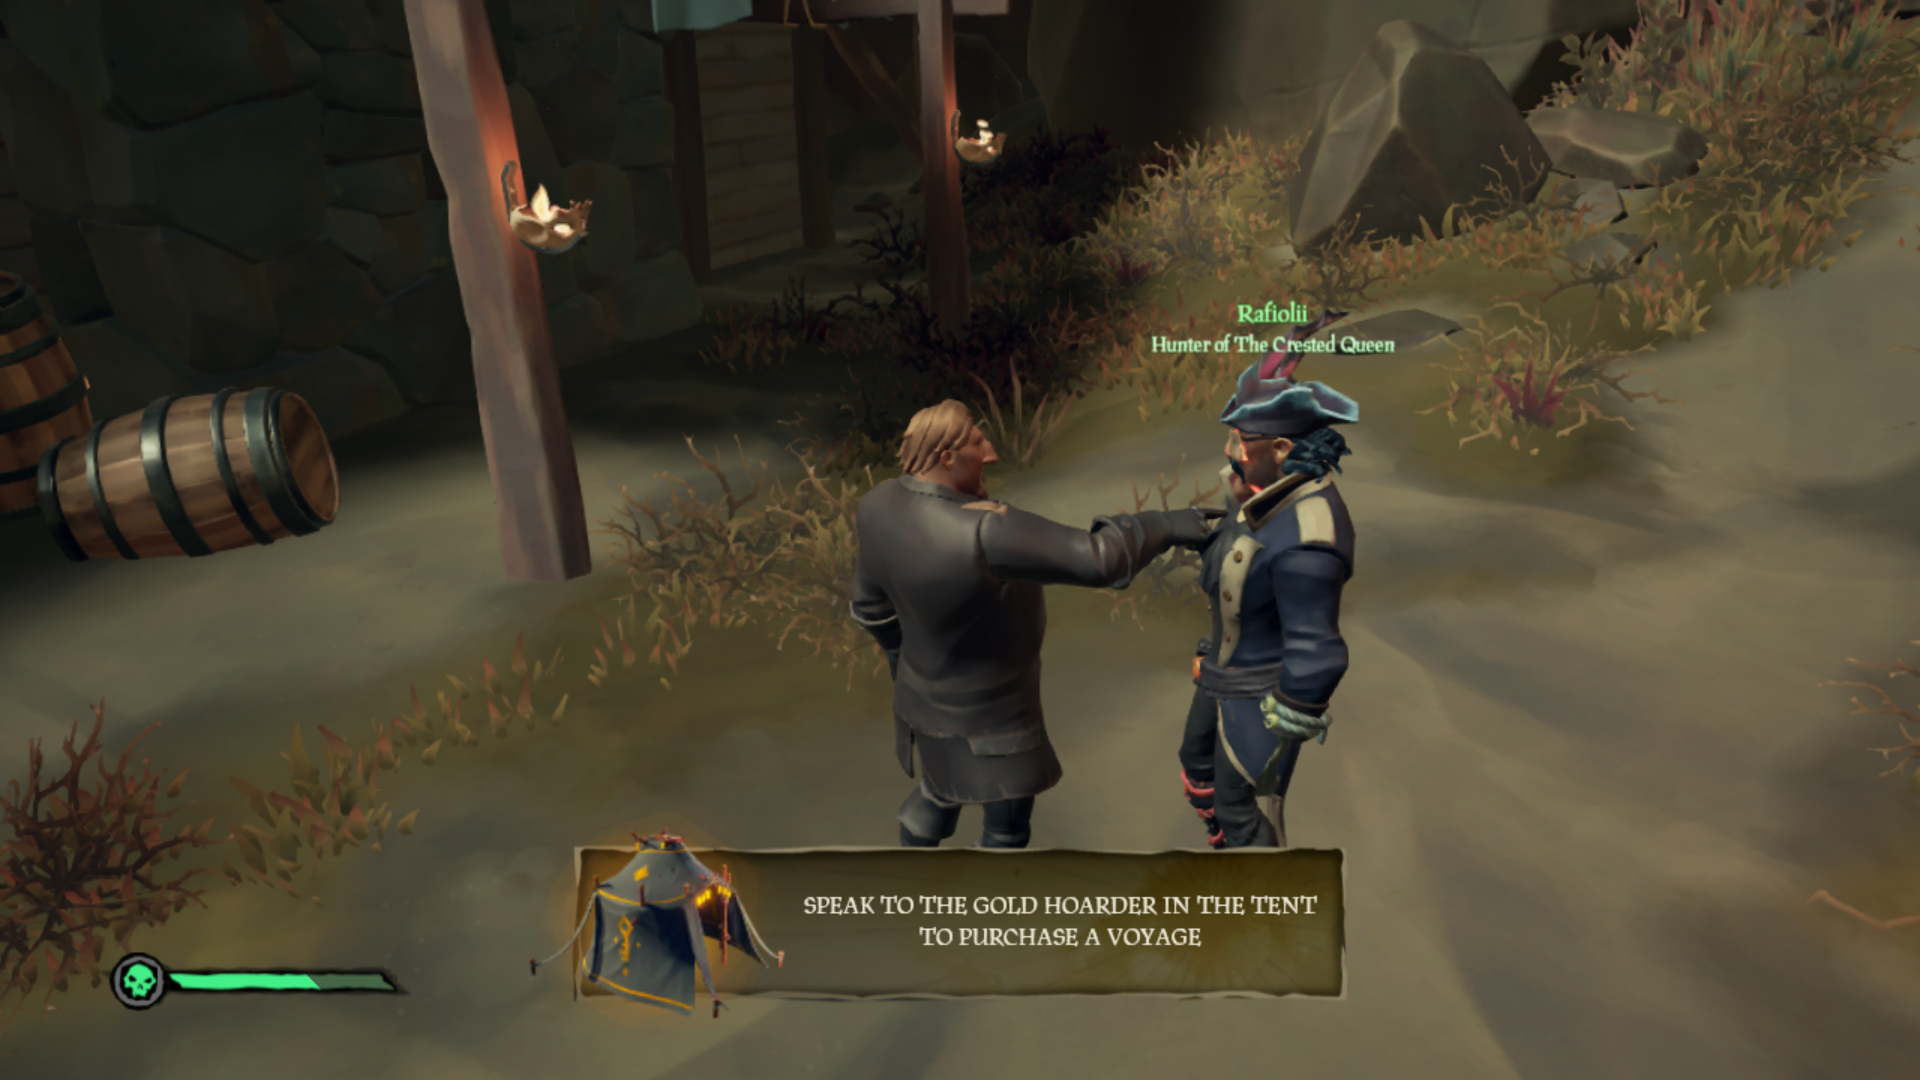 Rafiolii
Hunter of The Crested Queen
SPEAK TO THE GOLD HOARDER IN THE TENT
TO PURCHASE A VOYAGE